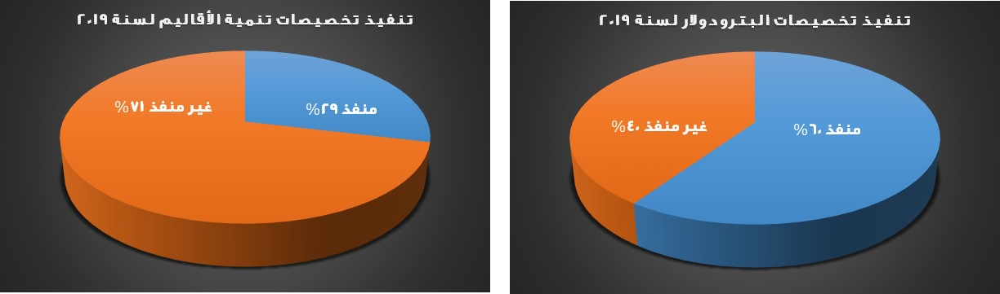 تنفيذ تخصيصات البترودولار لسنة ٢٠١٩
غير منفذ ٤٠%
منفذ ٦٠%
تنفيذ تخصيصات تنمية الأقاليم لسنة ٢٠١٩
غير منفذ ٧١%
منفذ ٢٩%